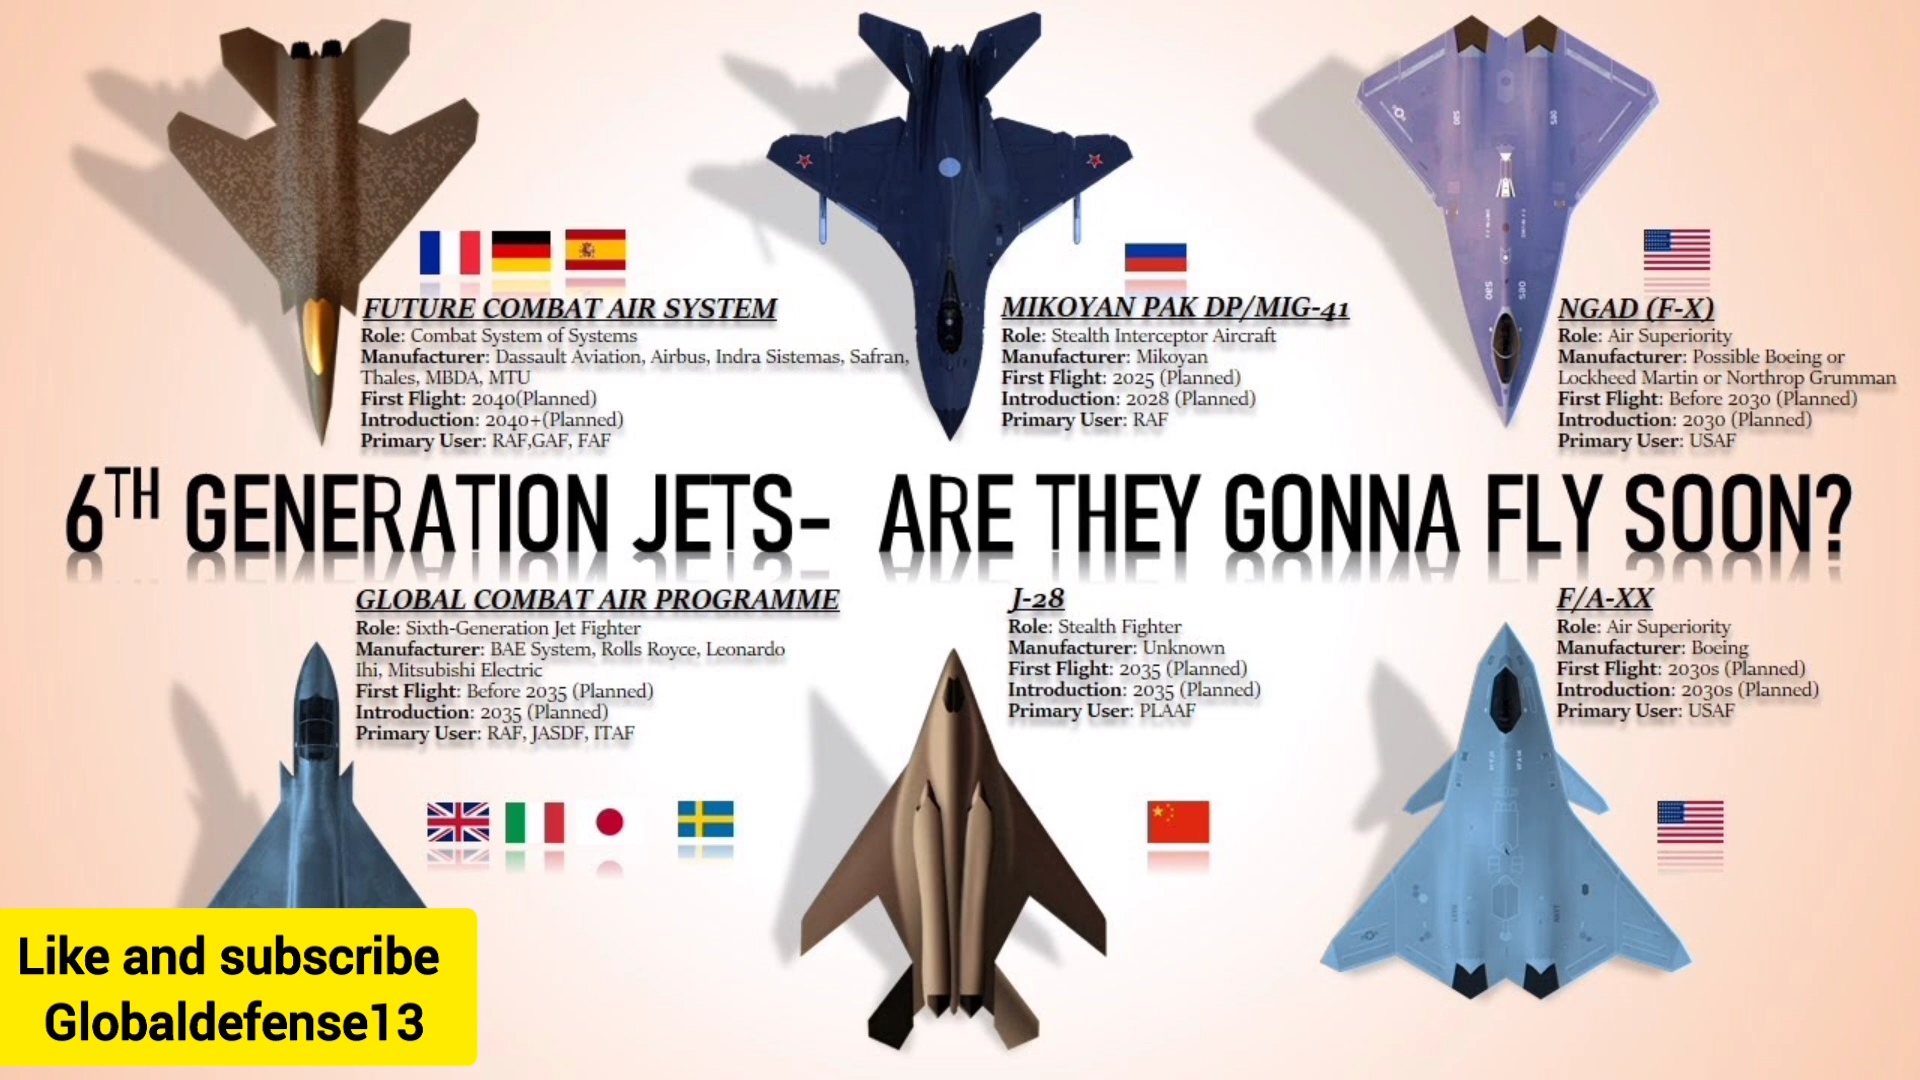 FUTURE COMBAT AIR SYSTEM
Role: Combat System of Systems
Manufacturer: Dassault Aviation, Airbus, Indra Sistemas, Safran,
Thales, MBDA, MTU
First Flight: 2040(Planned)
Introduction: 2040+(Planned)
Primary User: RAF,GAF, FAF
MIKOYAN PAK DP/MIG-41
Role: Stealth Interceptor Aircraft
Manufacturer: Mikoyan
First Flight: 2025 (Planned)
Introduction: 2028 (Planned)
Primary User: RAF
NGAD (F-X)
Role: Air Superiority
Manufacturer: Possible Boeing or
Lockheed Martin or Northrop Grumman
First Flight: Before 2030 (Planned)
Introduction: 2030 (Planned)
Primary User: USAF
6TH GENERATION JETS- ARE THEY GONNA FLY SOON?
GLOBAL COMBAT AIR PROGRAMME
Role: Sixth-Generation Jet Fighter
Manufacturer: BAE System, Rolls Royce, Leonardo
Ihi, Mitsubishi Electric
First Flight: Before 2035 (Planned)
Introduction: 2035 (Planned)
Primary User: RAF, JASDF, ITAF
J-28
Role: Stealth Fighter
Manufacturer: Unknown
First Flight: 2035 (Planned)
Introduction: 2035 (Planned)
Primary User: PLAAF
F/A-XX
Role: Air Superiority
Manufacturer: Boeing
First Flight: 2030s (Planned)
Introduction: 2030s (Planned)
Primary User: USAF
Like and subscribe
Globaldefense13